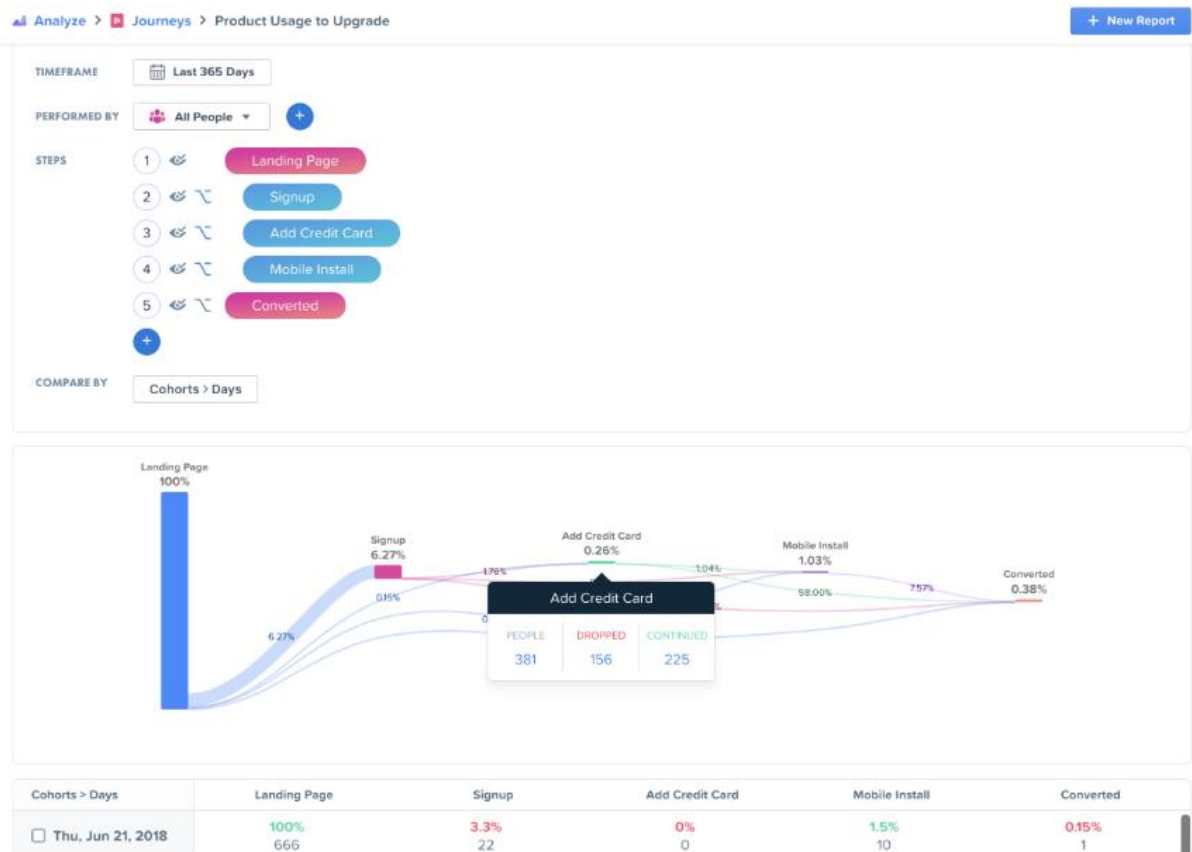 Analyze > Journeys > Product Usage to Upgrade
+ New Report
TIMEFRAME
Last 365 Days
PERFORMED BY
All People
+
STEPS
1 Landing Page
2 Signup
3 Add Credit Card
4 Mobile Install
5 Converted
+
COMPARE BY
Cohorts > Days
Landing Page
100%
Signup
6.27%
Add Credit Card
0.26%
Mobile Install
1.03%
Converted
0.38%
6.27%
1.76%
0.15%
1.04%
7.57%
Add Credit Card
PEOPLE DROPPED CONTINUED
381 156 225
Cohorts > Days Landing Page Signup Add Credit Card Mobile Install Converted
Thu, Jun 21, 2018 100% 3.3% 0% 1.5% 0.15%
666 22 0 10 1